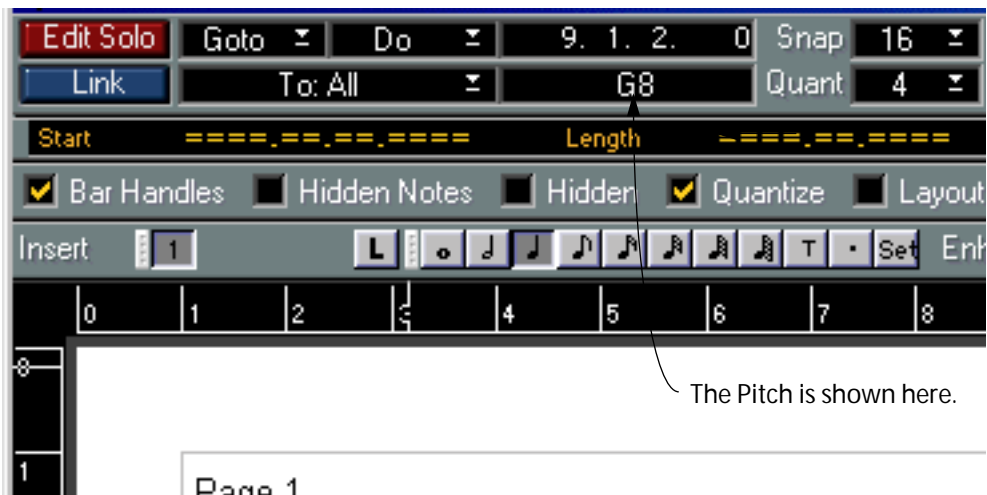 Edit Solo Goto Do 9. 1. 2. 0 Snap 16
Link To: All G8 Quant 4
Start ====.==.==.==== Length ====.==.====
Bar Handles Hidden Notes Hidden Quantize Layout
Insert 1 L T . Set Enh
0 1 2 3 4 5 6 7 8
8
The Pitch is shown here.
1
Page 1